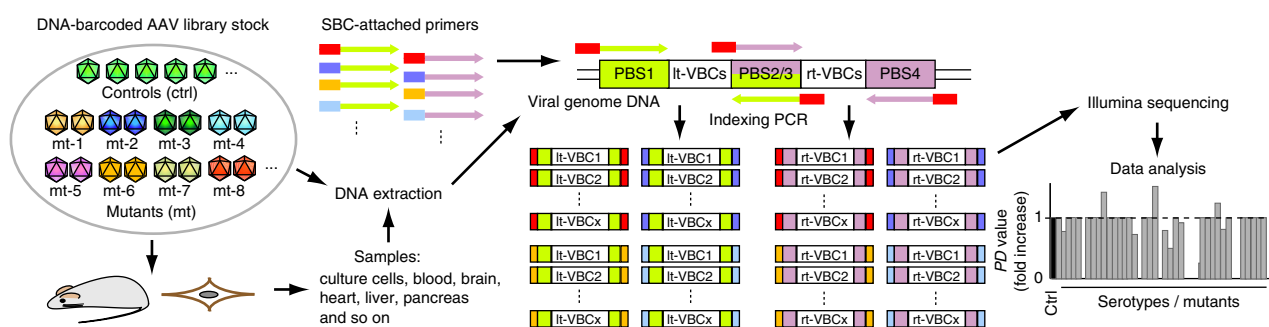 DNA-barcoded AAV library stock
Controls (ctrl)
...
mt-1 mt-2 mt-3 mt-4
mt-5 mt-6 mt-7 mt-8 ...
Mutants (mt)
SBC-attached primers
DNA extraction
Samples:
culture cells, blood, brain,
heart, liver, pancreas
and so on
PBS1 lt-VBCs PBS2/3 rt-VBCs PBS4
Viral genome DNA
Indexing PCR
lt-VBC1 lt-VBC1 rt-VBC1 rt-VBC1
lt-VBC2 lt-VBC2 rt-VBC2 rt-VBC2
lt-VBCx lt-VBCx rt-VBCx rt-VBCx
lt-VBC1 lt-VBC1 rt-VBC1 rt-VBC1
lt-VBC2 lt-VBC2 rt-VBC2 rt-VBC2
lt-VBCx lt-VBCx rt-VBCx rt-VBCx
Illumina sequencing
Data analysis
PD value
(fold increase)
1
0
Ctrl
Serotypes / mutants